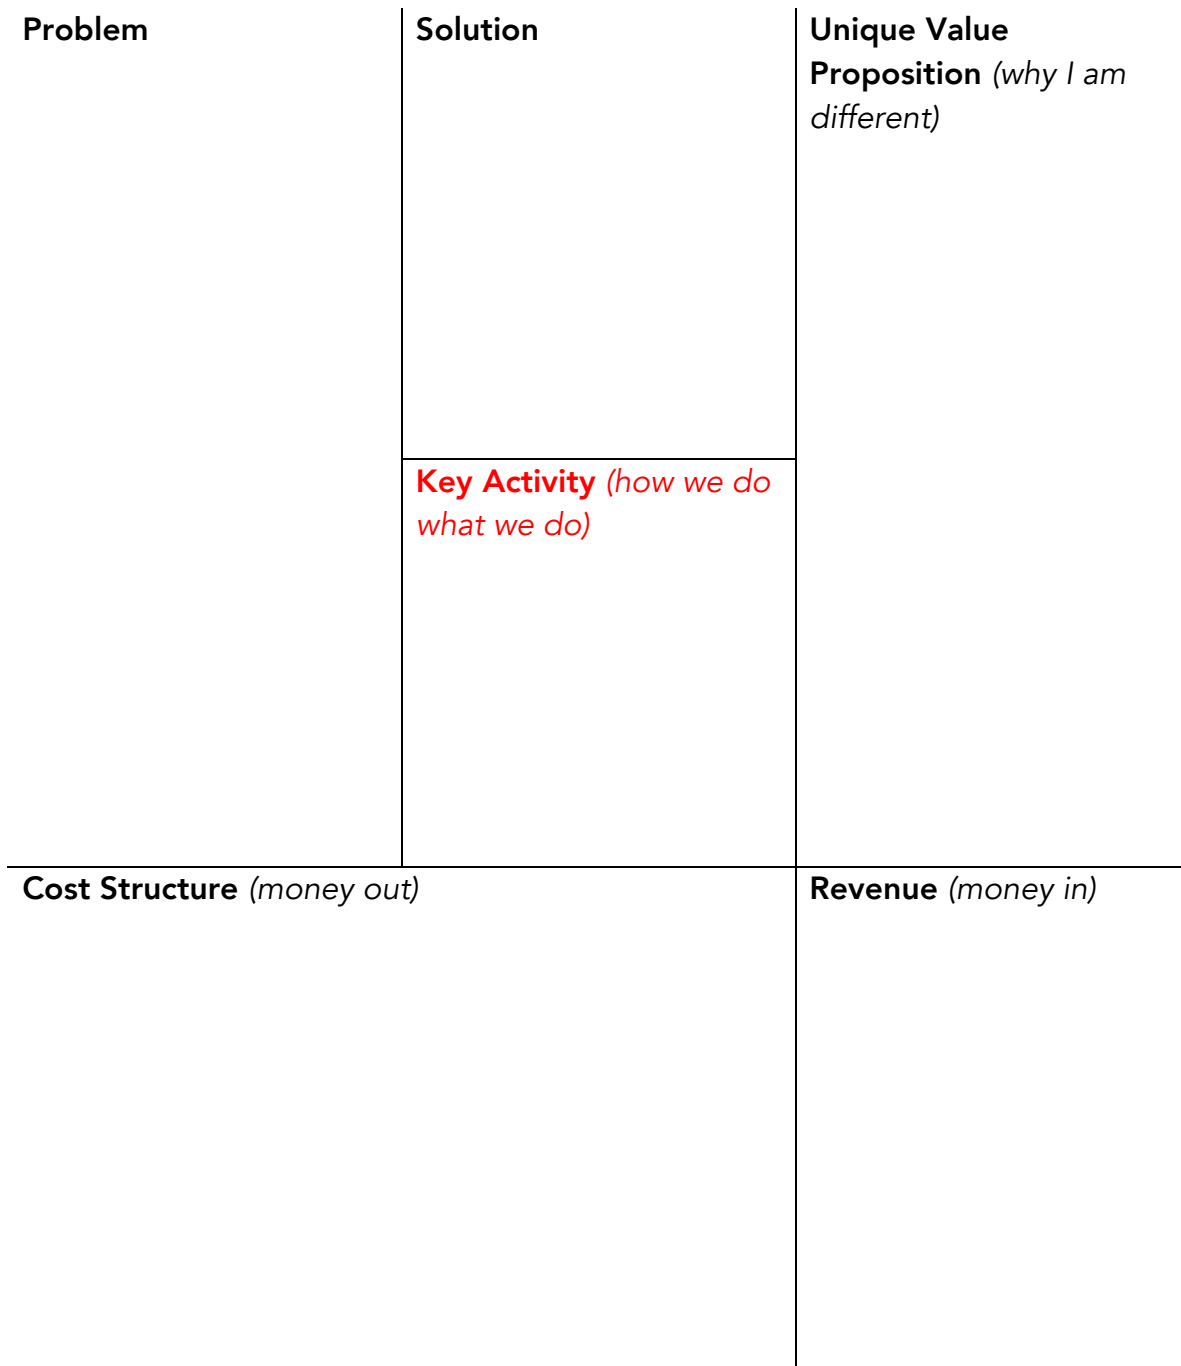 Problem
Solution
Unique Value
Proposition (why I am
different)
Key Activity (how we do
what we do)
Cost Structure (money out)
Revenue (money in)